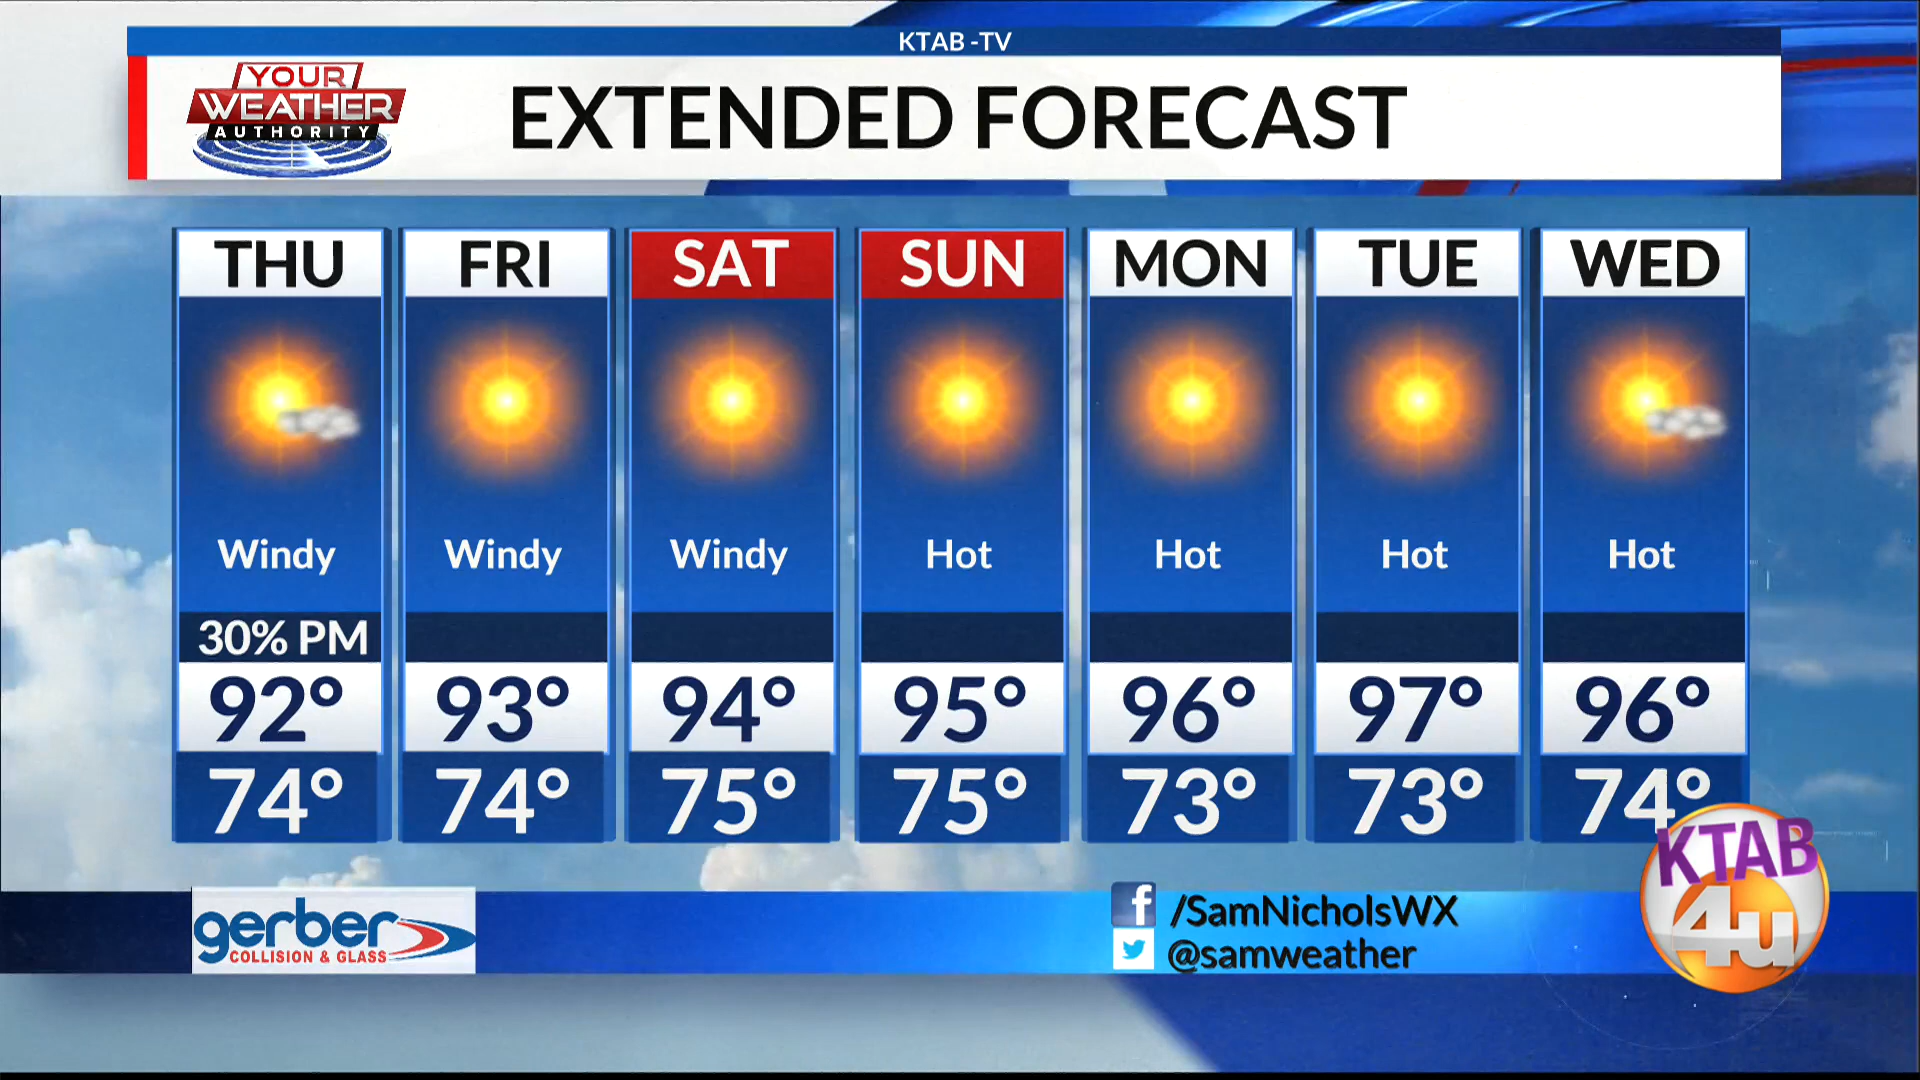 KTAB -TV
YOUR
WEATHER
AUTHORITY
EXTENDED FORECAST
THU FRI SAT SUN MON TUE WED
Windy Windy Windy Hot Hot Hot Hot
30% PM
92° 93° 94° 95° 96° 97° 96°
74° 74° 75° 75° 73° 73° 74°
gerber
COLLISION & GLASS
f /SamNicholsWX
@samweather
KTAB
4u